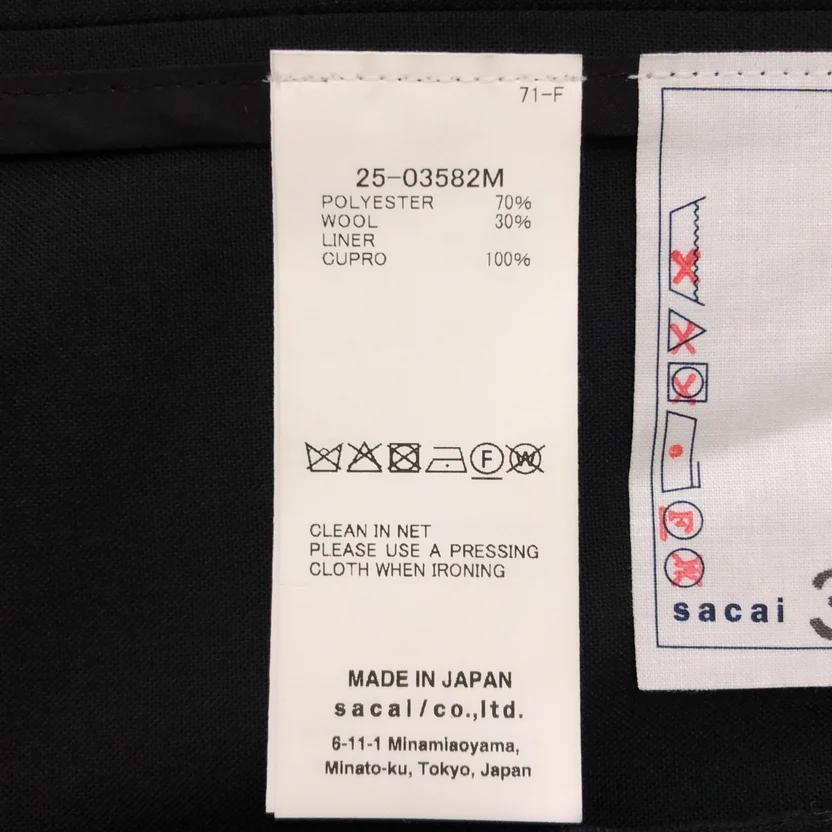 71-F
25-03582M
POLYESTER 70%
WOOL 30%
LINER
CUPRO 100%
F
W
CLEAN IN NET
PLEASE USE A PRESSING
CLOTH WHEN IRONING
MADE IN JAPAN
sacai/co.,ltd.
6-11-1 Minamiaoyama,
Minato-ku, Tokyo, Japan
F
W
sacai
3